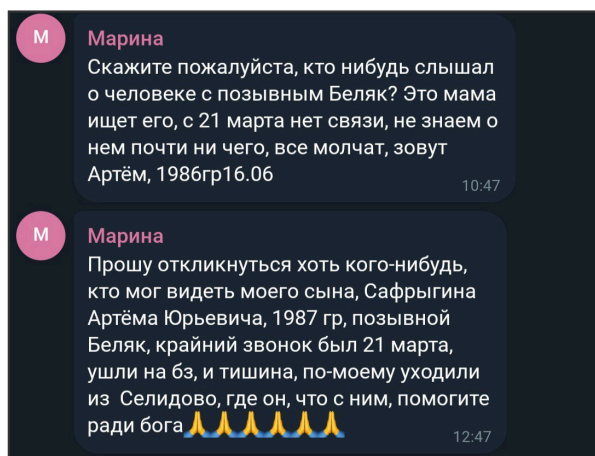 М
Марина
Скажите пожалуйста, кто нибудь слышал
о человеке с позывным Беляк? Это мама
ищет его, с 21 марта нет связи, не знаем о
нем почти ни чего, все молчат, зовут
Артём, 1986гр16.06
10:47
М
Марина
Прошу откликнуться хоть кого-нибудь,
кто мог видеть моего сына, Сафрыгина
Артёма Юрьевича, 1987 гр, позывной
Беляк, крайний звонок был 21 марта,
ушли на бз, и тишина, по-моему уходили
из  Селидово, где он, что с ним, помогите
ради бога🙏🙏🙏🙏🙏🙏
12:47